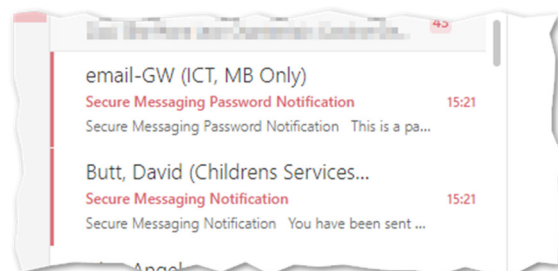 43
email-GW (ICT, MB Only)
Secure Messaging Password Notification 15:21
Secure Messaging Password Notification This is a pa...
Butt, David (Childrens Services...
Secure Messaging Notification 15:21
Secure Messaging Notification You have been sent ...